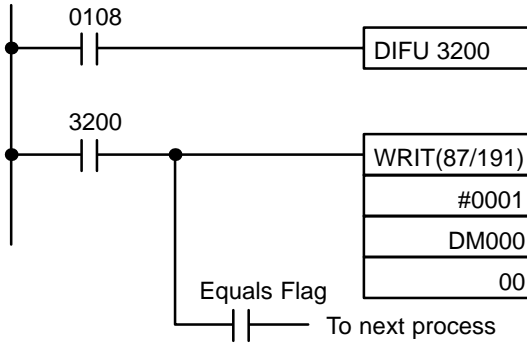 0108
DIFU 3200
3200
WRIT(87/191)
#0001
DM000
00
Equals Flag
To next process